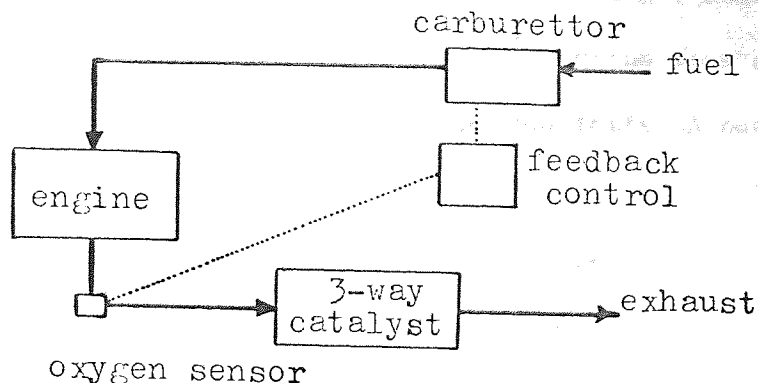 carburettor
fuel
engine
feedback
control
3-way
catalyst
exhaust
oxygen sensor